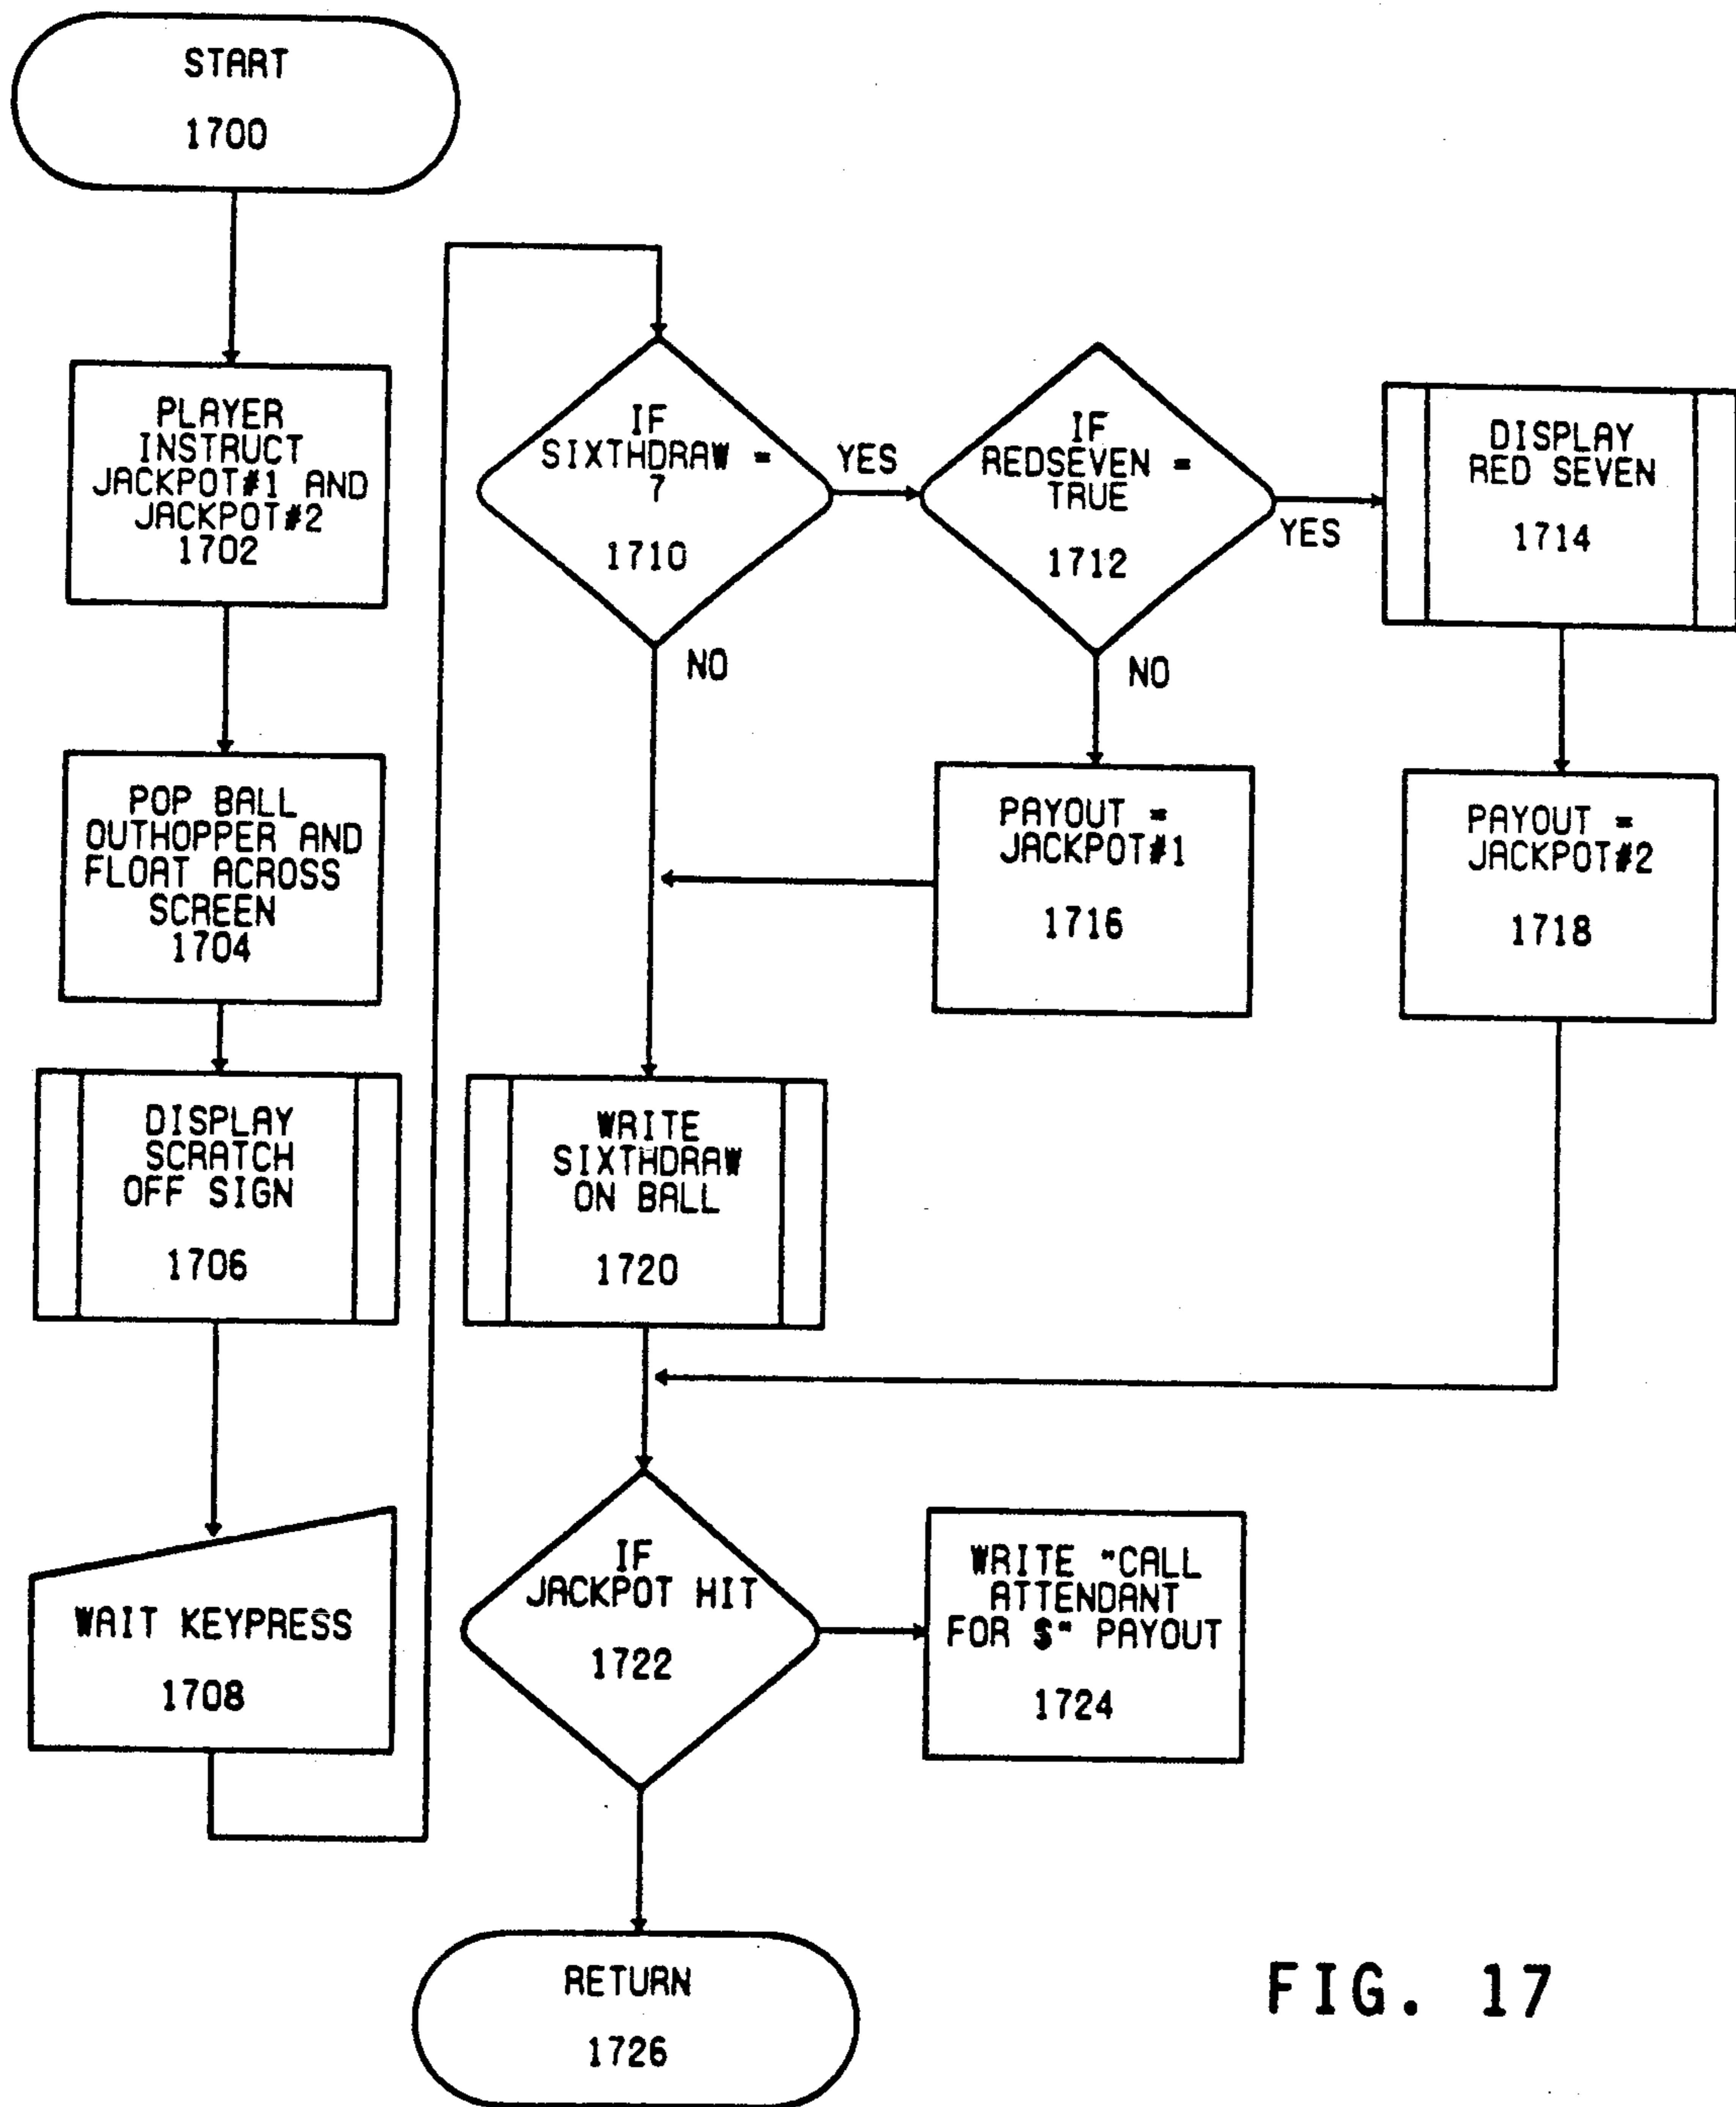 START
1700
PLAYER
INSTRUCT
JACKPOT#1 AND
JACKPOT#2
1702
POP BALL
OUTHOPPER AND
FLOAT ACROSS
SCREEN
1704
DISPLAY
SCRATCH
OFF SIGN
1706
WAIT KEYPRESS
1708
IF
SIXTHDRAW =
7
1710
YES
NO
IF
REDSEVEN =
TRUE
1712
YES
NO
DISPLAY
RED SEVEN
1714
PAYOUT =
JACKPOT#1
1716
PAYOUT =
JACKPOT#2
1718
WRITE
SIXTHDRAW
ON BALL
1720
IF
JACKPOT HIT
1722
WRITE "CALL
ATTENDANT
FOR $" PAYOUT
1724
RETURN
1726
FIG. 17